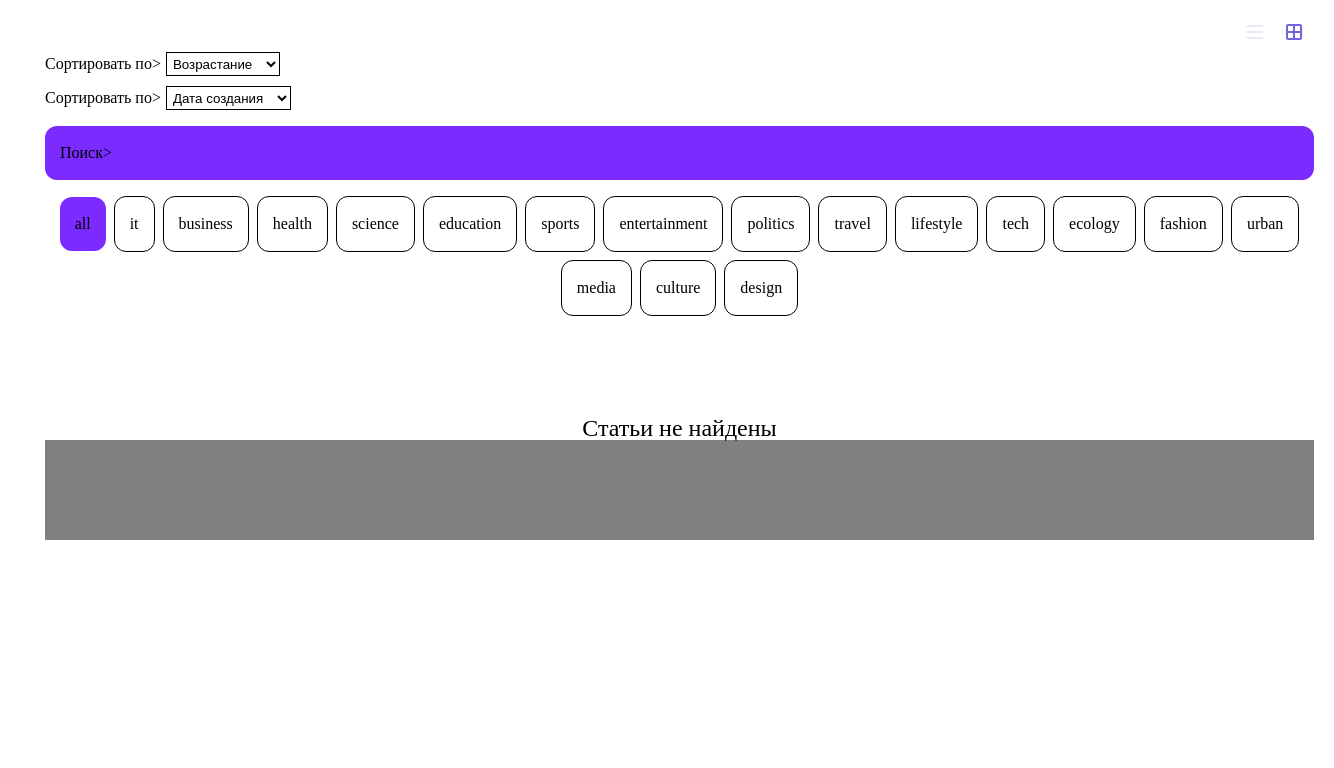 Сортировать по> Возрастание
Сортировать по> Дата создания
Поиск>
all it business health science education sports entertainment politics travel lifestyle tech ecology fashion urban
media culture design
Статьи не найдены